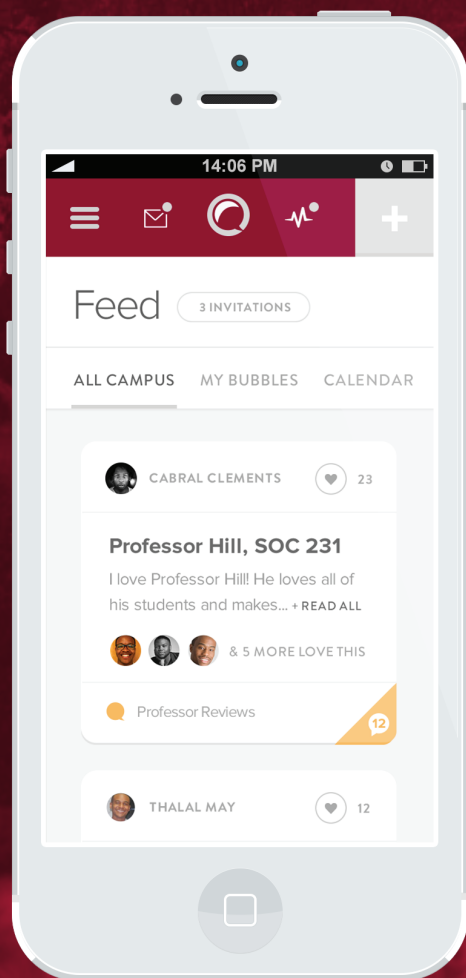 14:06 PM
Feed
3 INVITATIONS
ALL CAMPUS MY BUBBLES CALENDAR
CABRAL CLEMENTS 23
Professor Hill, SOC 231
I love Professor Hill! He loves all of
his students and makes... + READ ALL
& 5 MORE LOVE THIS
Professor Reviews
12
THALAL MAY 12